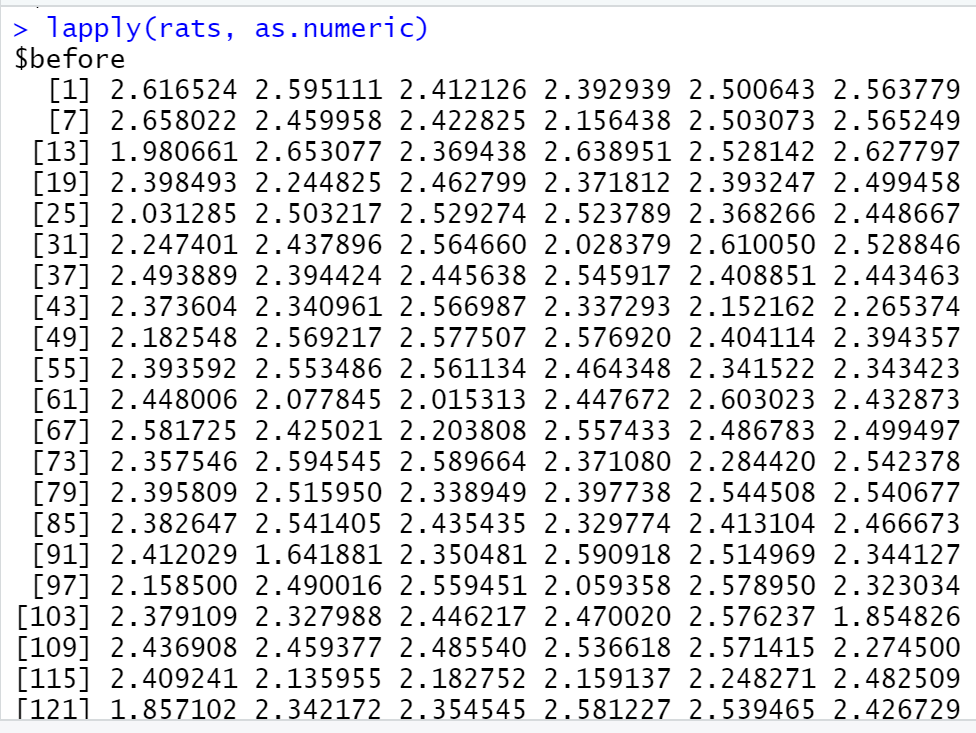 > lapply(rats, as.numeric)
$before
[1] 2.616524 2.595111 2.412126 2.392939 2.500643 2.563779
[7] 2.658022 2.459958 2.422825 2.156438 2.503073 2.565249
[13] 1.980661 2.653077 2.369438 2.638951 2.528142 2.627797
[19] 2.398493 2.244825 2.462799 2.371812 2.393247 2.499458
[25] 2.031285 2.503217 2.529274 2.523789 2.368266 2.448667
[31] 2.247401 2.437896 2.564660 2.028379 2.610050 2.528846
[37] 2.493889 2.394424 2.445638 2.545917 2.408851 2.443463
[43] 2.373604 2.340961 2.566987 2.337293 2.152162 2.265374
[49] 2.182548 2.569217 2.577507 2.576920 2.404114 2.394357
[55] 2.393592 2.553486 2.561134 2.464348 2.341522 2.343423
[61] 2.448006 2.077845 2.015313 2.447672 2.603023 2.432873
[67] 2.581725 2.425021 2.203808 2.557433 2.486783 2.499497
[73] 2.357546 2.594545 2.589664 2.371080 2.284420 2.542378
[79] 2.395809 2.515950 2.338949 2.397738 2.544508 2.540677
[85] 2.382647 2.541405 2.435435 2.329774 2.413104 2.466673
[91] 2.412029 1.641881 2.350481 2.590918 2.514969 2.344127
[97] 2.158500 2.490016 2.559451 2.059358 2.578950 2.323034
[103] 2.379109 2.327988 2.446217 2.470020 2.576237 1.854826
[109] 2.436908 2.459377 2.485540 2.536618 2.571415 2.274500
[115] 2.409241 2.135955 2.182752 2.159137 2.248271 2.482509
[121] 1.857102 2.342172 2.354545 2.581227 2.539465 2.426729